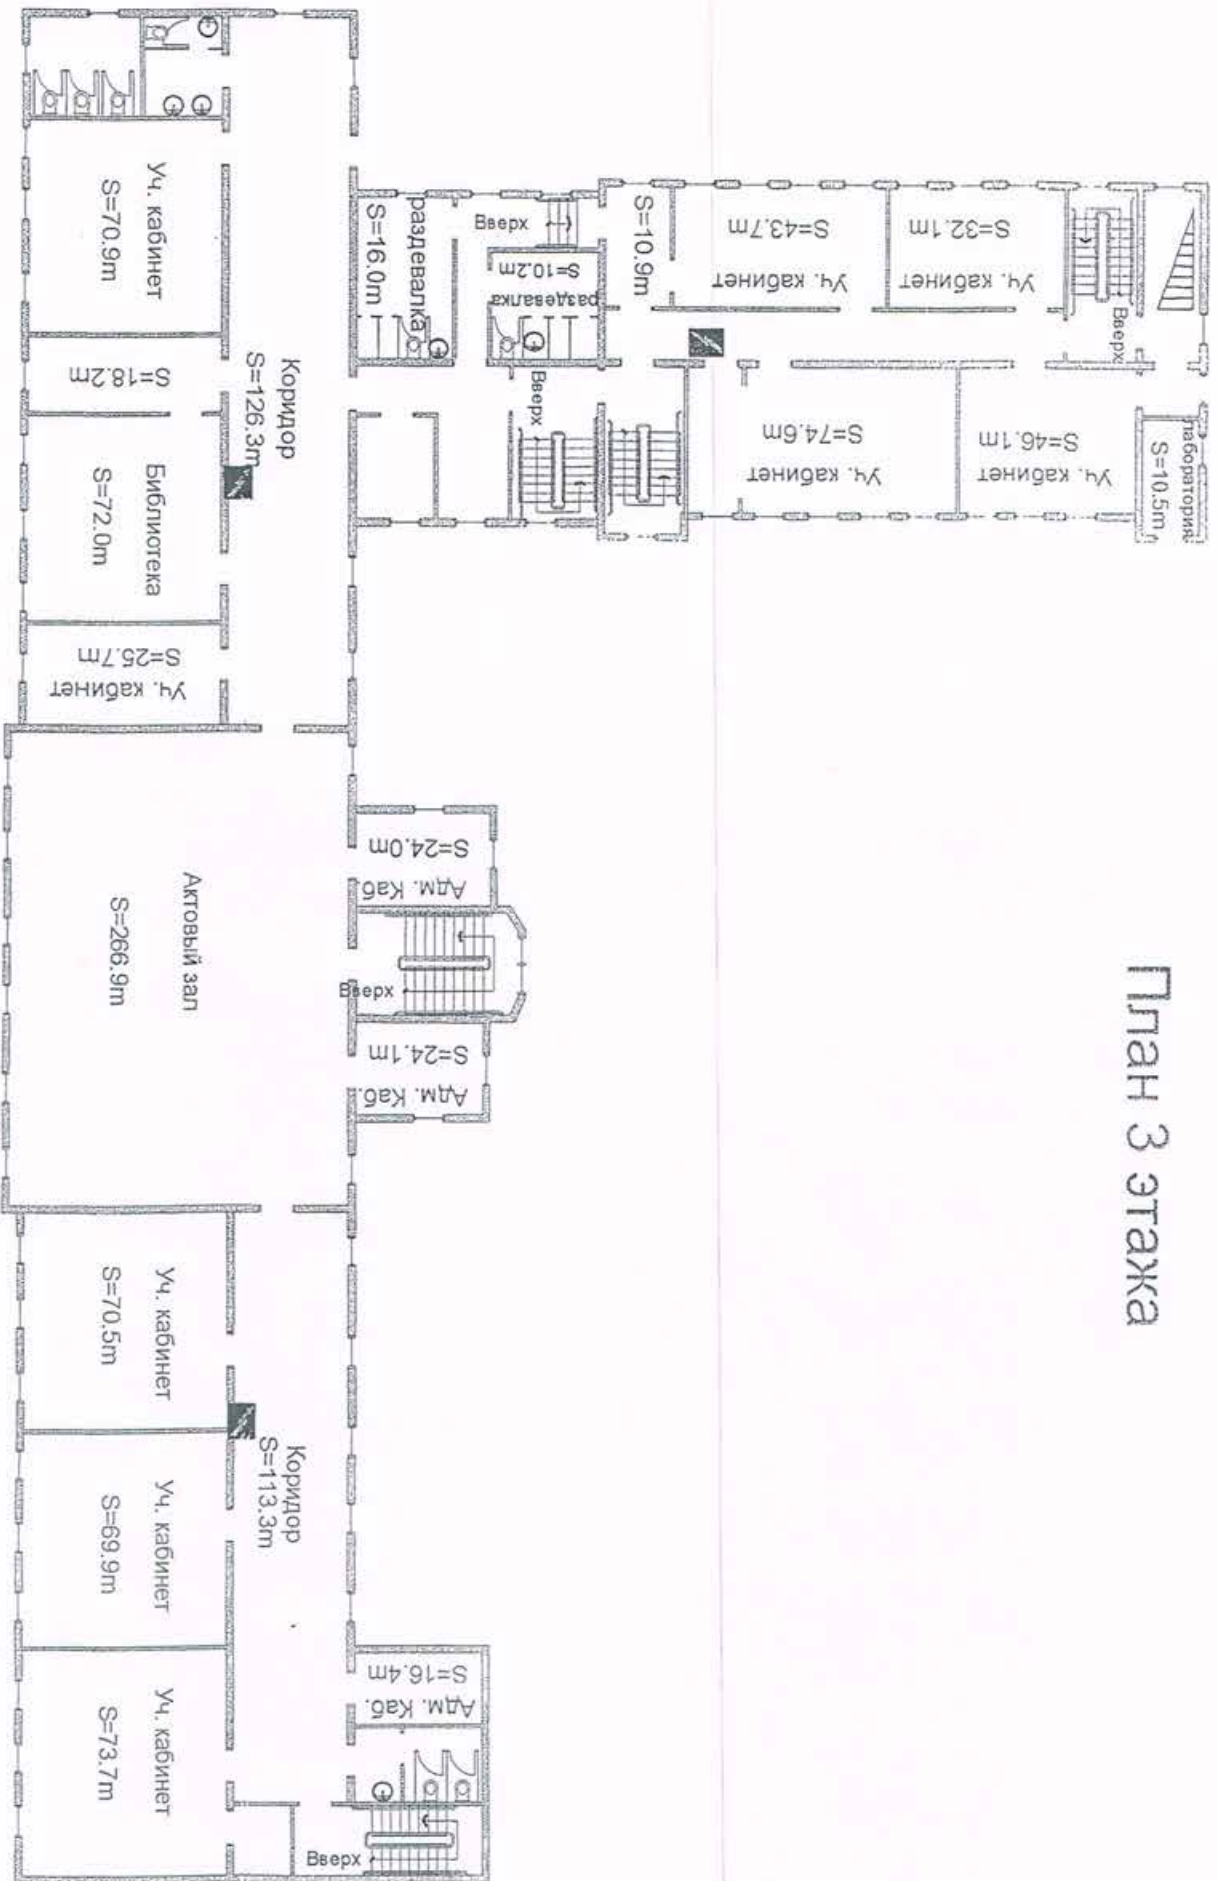 План 3 этажа
Уч. кабинет
S=70.9m
S=18.2m
Библиотека
S=72.0m
Уч. кабинет
S=25.7m
Коридор
S=126.3m
раздевалка
S=16.0m
Вверх
S=10.2m
раздевалка
Вверх
S=10.9m
S=43.7m
Уч. кабинет
S=32.1m
Уч. кабинет
Вверх
S=74.6m
Уч. кабинет
S=46.1m
Уч. кабинет
лаборатория
S=10.5m
Актовый зал
S=266.9m
S=24.0m
Адм. Каб.
Вверх
S=24.1m
Адм. Каб.
Уч. кабинет
S=70.5m
Коридор
S=113.3m
Уч. кабинет
S=69.9m
Уч. кабинет
S=73.7m
S=16.4m
Адм. Каб.
Вверх